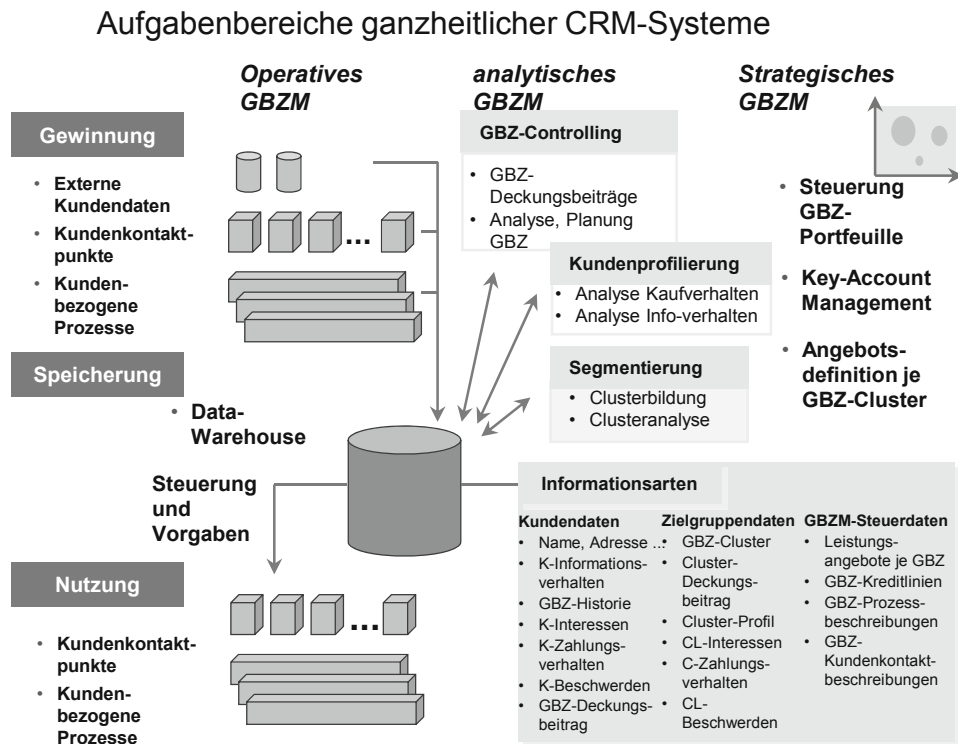 Aufgabenbereiche ganzheitlicher CRM-Systeme
Operatives
GBZM
analytisches
GBZM
Strategisches
GBZM
Gewinnung
• Externe
Kundendaten
• Kundenkontakt-
punkte
• Kunden-
bezogene
Prozesse
...
GBZ-Controlling
• GBZ-
Deckungsbeiträge
• Analyse, Planung
GBZ
Kundenprofilierung
• Analyse Kaufverhalten
• Analyse Info-verhalten
Segmentierung
• Clusterbildung
• Clusteranalyse
• Steuerung
GBZ-
Portfeuille
• Key-Account
Management
• Angebots-
definition je
GBZ-Cluster
Speicherung
• Data-
Warehouse
Steuerung
und
Vorgaben
Informationsarten
Kundendaten
• Name, Adresse ...
• K-Informations-
verhalten
• GBZ-Historie
• K-Interessen
• K-Zahlungs-
verhalten
• K-Beschwerden
• GBZ-Deckungs-
beitrag
Zielgruppendaten
• GBZ-Cluster
• Cluster-
Deckungs-
beitrag
• Cluster-Profil
• CL-Interessen
• C-Zahlungs-
verhalten
• CL-
Beschwerden
GBZM-Steuerdaten
• Leistungs-
angebote je GBZ
• GBZ-Kreditlinien
• GBZ-Prozess-
beschreibungen
• GBZ-
Kundenkontakt-
beschreibungen
Nutzung
• Kundenkontakt-
punkte
• Kunden-
bezogene
Prozesse
...